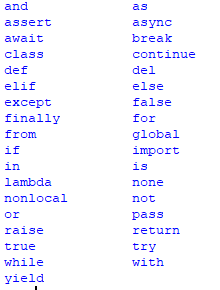 and as
assert async
await break
class continue
def del
elif else
except false
finally for
from global
if import
in is
lambda none
nonlocal not
or pass
raise return
true try
while with
yield